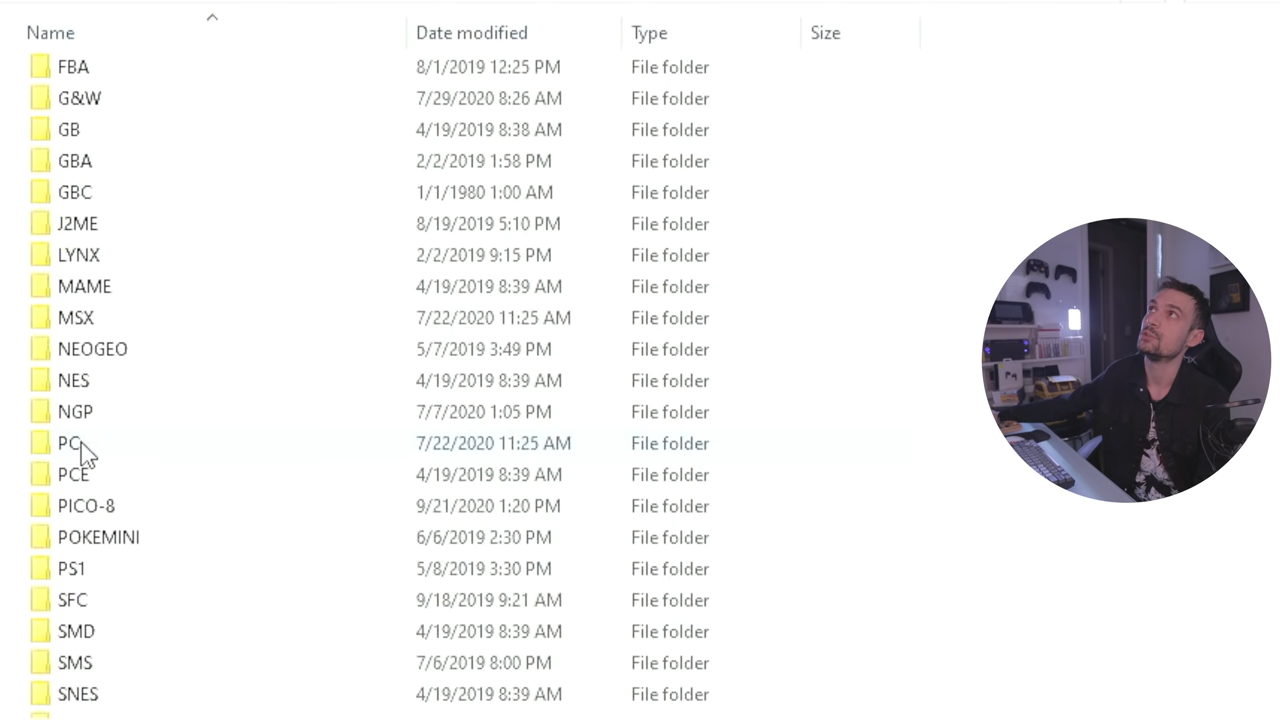 Name Date modified Type Size
FBA 8/1/2019 12:25 PM File folder
G&W 7/29/2020 8:26 AM File folder
GB 4/19/2019 8:38 AM File folder
GBA 2/2/2019 1:58 PM File folder
GBC 1/1/1980 1:00 AM File folder
J2ME 8/19/2019 5:10 PM File folder
LYNX 2/2/2019 9:15 PM File folder
MAME 4/19/2019 8:39 AM File folder
MSX 7/22/2020 11:25 AM File folder
NEOGEO 5/7/2019 3:49 PM File folder
NES 4/19/2019 8:39 AM File folder
NGP 7/7/2020 1:05 PM File folder
PC 7/22/2020 11:25 AM File folder
PCE 4/19/2019 8:39 AM File folder
PICO-8 9/21/2020 1:20 PM File folder
POKEMINI 6/6/2019 2:30 PM File folder
PS1 5/8/2019 3:30 PM File folder
SFC 9/18/2019 9:21 AM File folder
SMD 4/19/2019 8:39 AM File folder
SMS 7/6/2019 8:00 PM File folder
SNES 4/19/2019 8:39 AM File folder